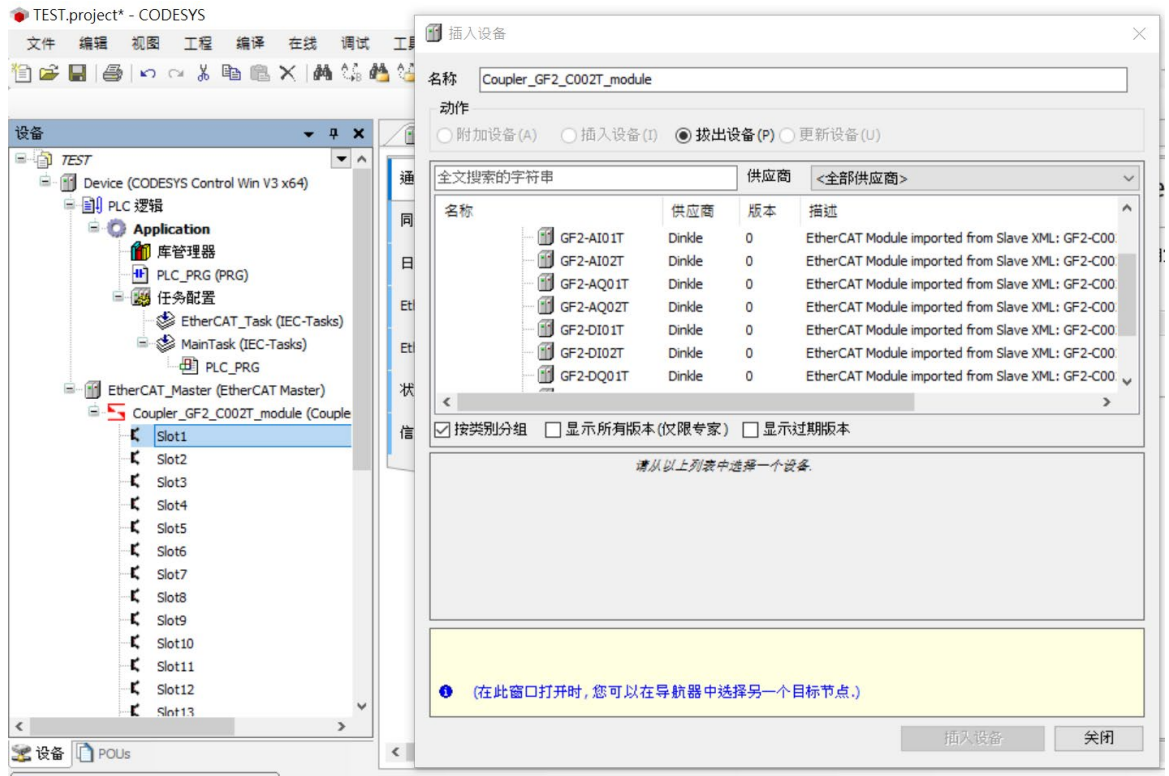 TEST.project* - CODESYS
文件 编辑 视图 工程 编译 在线 调试
设备
TEST
Device (CODESYS Control Win V3 x64)
PLC 逻辑
Application
库管理器
PLC_PRG (PRG)
任务配置
EtherCAT_Task (IEC-Tasks)
MainTask (IEC-Tasks)
PLC_PRG
EtherCAT_Master (EtherCAT Master)
Coupler_GF2_C002T_module (Couple
Slot1
Slot2
Slot3
Slot4
Slot5
Slot6
Slot7
Slot8
Slot9
Slot10
Slot11
Slot12
Slot13
设备 POUs
通
同
日
Et
Et
状
信
插入设备
名称 Coupler_GF2_C002T_module
动作
附加设备(A) 插入设备(I) 拔出设备(P) 更新设备(U)
全文搜索的字符串 供应商 <全部供应商>
名称 供应商 版本 描述
GF2-AI01T Dinkle 0 EtherCAT Module imported from Slave XML: GF2-C00
GF2-AI02T Dinkle 0 EtherCAT Module imported from Slave XML: GF2-C00
GF2-AQ01T Dinkle 0 EtherCAT Module imported from Slave XML: GF2-C00
GF2-AQ02T Dinkle 0 EtherCAT Module imported from Slave XML: GF2-C00
GF2-DI01T Dinkle 0 EtherCAT Module imported from Slave XML: GF2-C00
GF2-DI02T Dinkle 0 EtherCAT Module imported from Slave XML: GF2-C00
GF2-DQ01T Dinkle 0 EtherCAT Module imported from Slave XML: GF2-C00
按类别分组 显示所有版本(仅限专家) 显示过期版本
请从以上列表中选择一个设备.
(在此窗口打开时, 您可以在导航器中选择另一个目标节点.)
插入设备 关闭